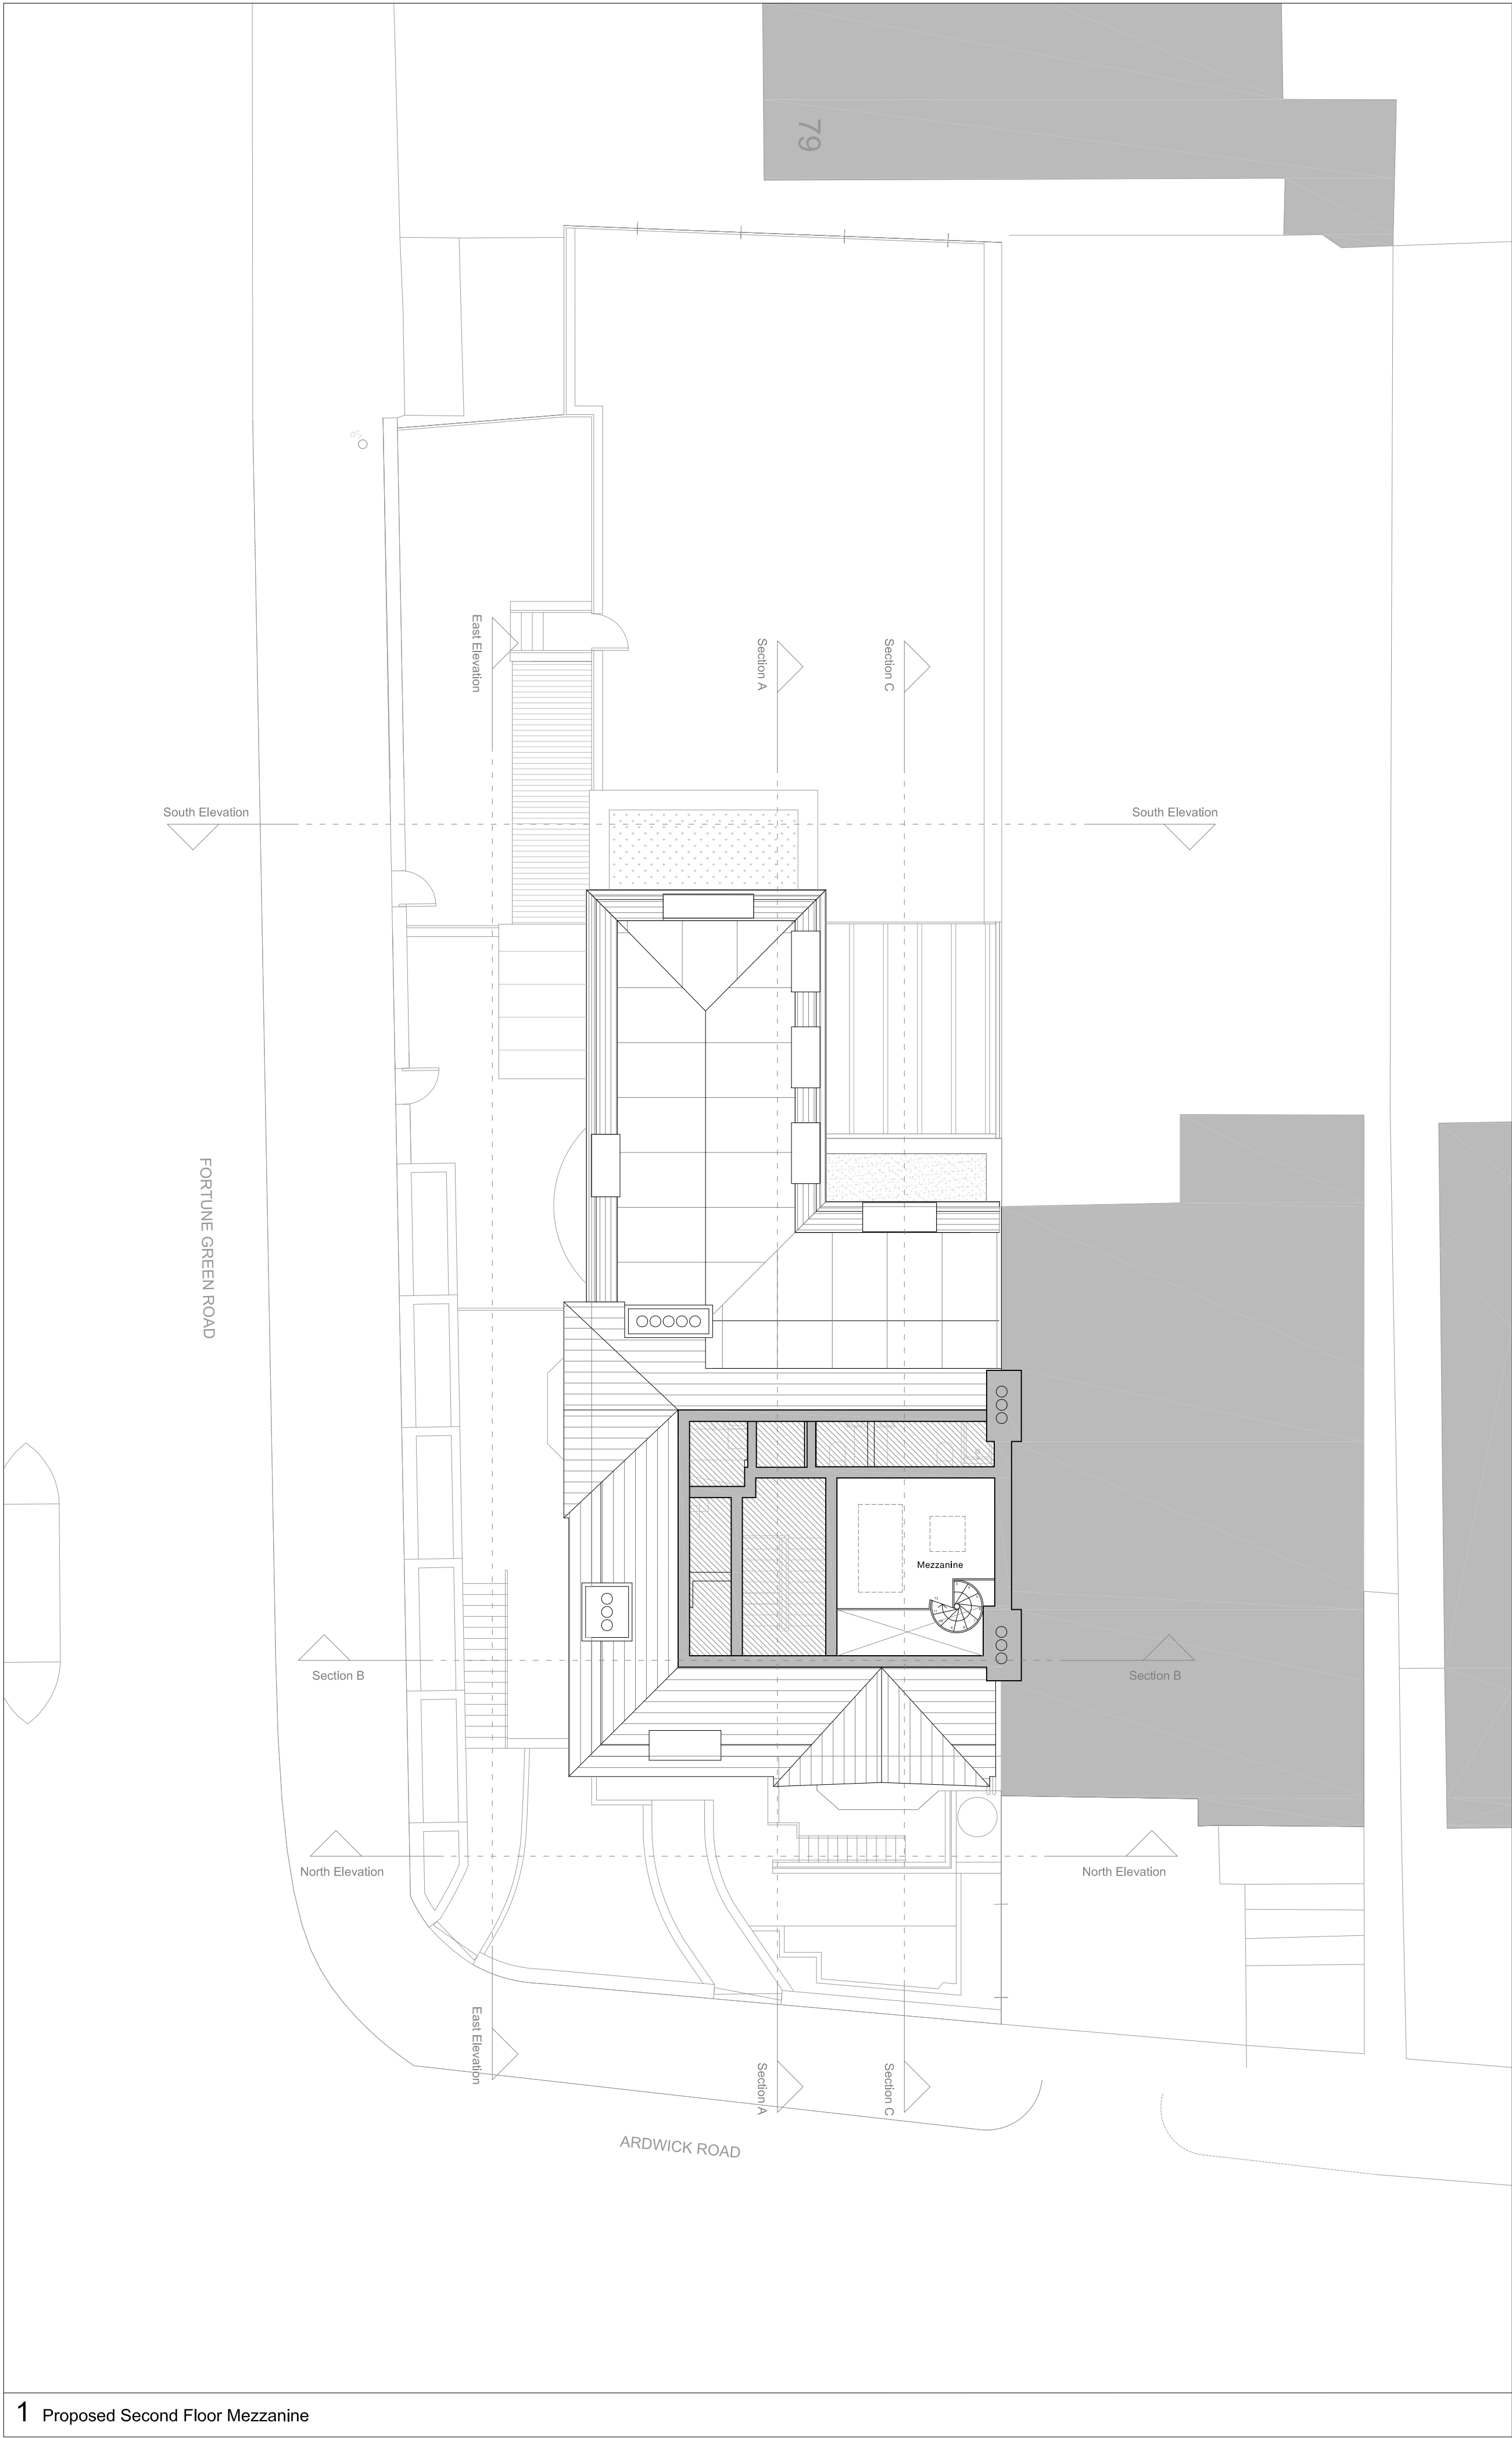 79
East Elevation
Section A
Section C
South Elevation
South Elevation
FORTUNE GREEN ROAD
Mezzanine
Section B
Section B
North Elevation
North Elevation
East Elevation
Section A
Section C
ARDWICK ROAD
1 Proposed Second Floor Mezzanine